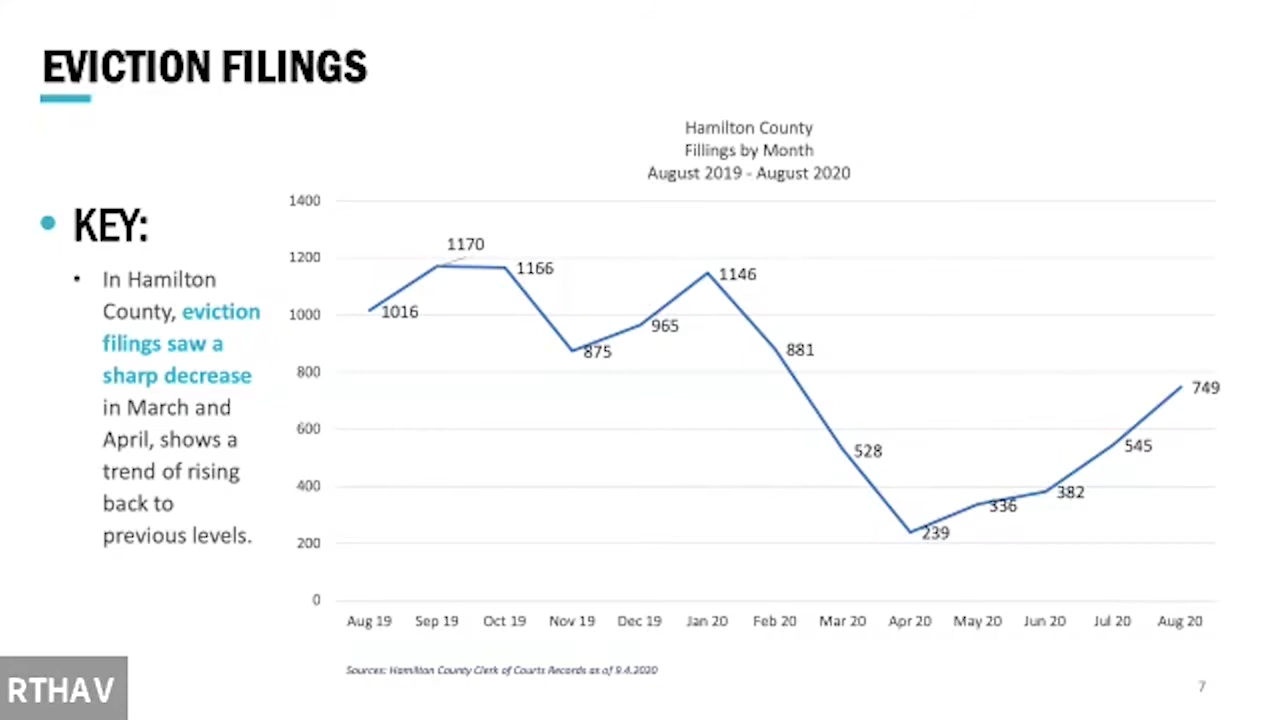 EVICTION FILINGS
Hamilton County
Fillings by Month
August 2019 - August 2020
• KEY:
• In Hamilton
County, eviction
filings saw a
sharp decrease
in March and
April, shows a
trend of rising
back to
previous levels.
1400
1200
1000
800
600
400
200
0
1016
1170
1166
875
965
1146
881
528
239
336
382
545
749
Aug 19 Sep 19 Oct 19 Nov 19 Dec 19 Jan 20 Feb 20 Mar 20 Apr 20 May 20 Jun 20 Jul 20 Aug 20
Sources: Hamilton County Clerk of Courts Records as of 9.4.2020
7
RTHAV